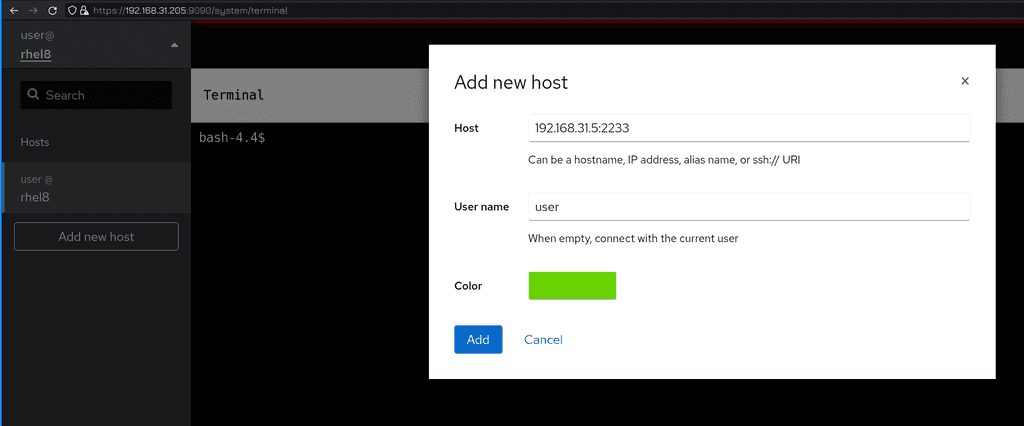 https://192.168.31.205:9090/system/terminal
user@
rhel8
Search
Hosts
user @
rhel8
Add new host
Terminal
bash-4.4$
Add new host
×
Host
192.168.31.5:2233
Can be a hostname, IP address, alias name, or ssh:// URI
User name
user
When empty, connect with the current user
Color
Add
Cancel